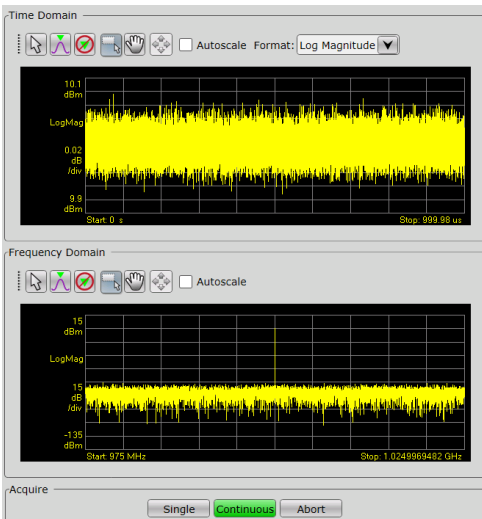 Time Domain
Autoscale Format: Log Magnitude
10.1
dBm
LogMag
0.02
dB
/div
9.9
dBm
Start: 0 s Stop: 999.98 us
Frequency Domain
Autoscale
15
dBm
LogMag
15
dB
/div
-135
dBm
Start: 975 MHz Stop: 1.0249969482 GHz
Acquire
Single Continuous Abort